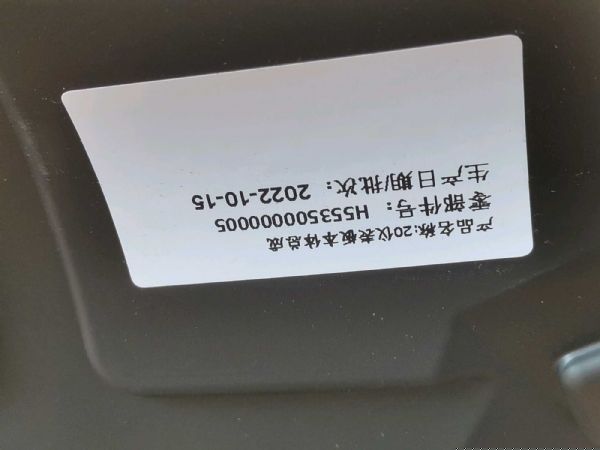 产品名称:20仪表板本体总成
零部件号：H5535000000005
生产日期/批次：2022-10-15